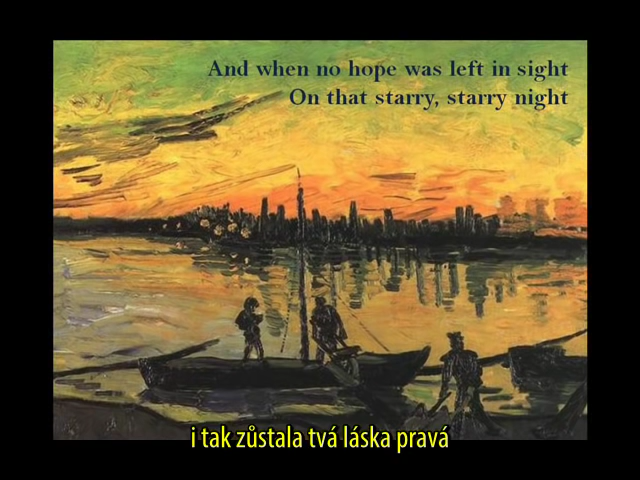 And when no hope was left in sight
On that starry, starry night
i tak zůstala tvá láska pravá